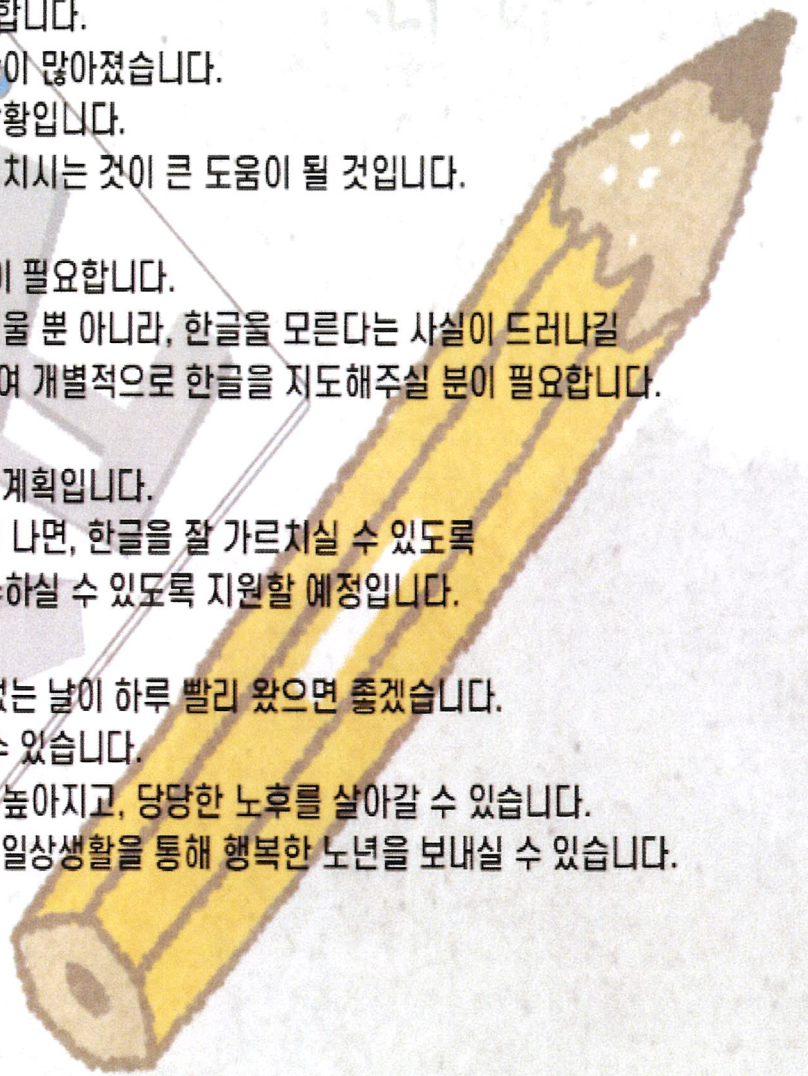 합니다.
이 많아졌습니다.
황입니다.
치시는 것이 큰 도움이 될 것입니다.
필요합니다.
울 뿐 아니라, 한글을 모른다는 사실이 드러나길
여 개별적으로 한글을 지도해주실 분이 필요합니다.
계획입니다.
나면, 한글을 잘 가르치실 수 있도록
하실 수 있도록 지원할 예정입니다.
없는 날이 하루 빨리 왔으면 좋겠습니다.
수 있습니다.
높아지고, 당당한 노후를 살아갈 수 있습니다.
일상생활을 통해 행복한 노년을 보내실 수 있습니다.